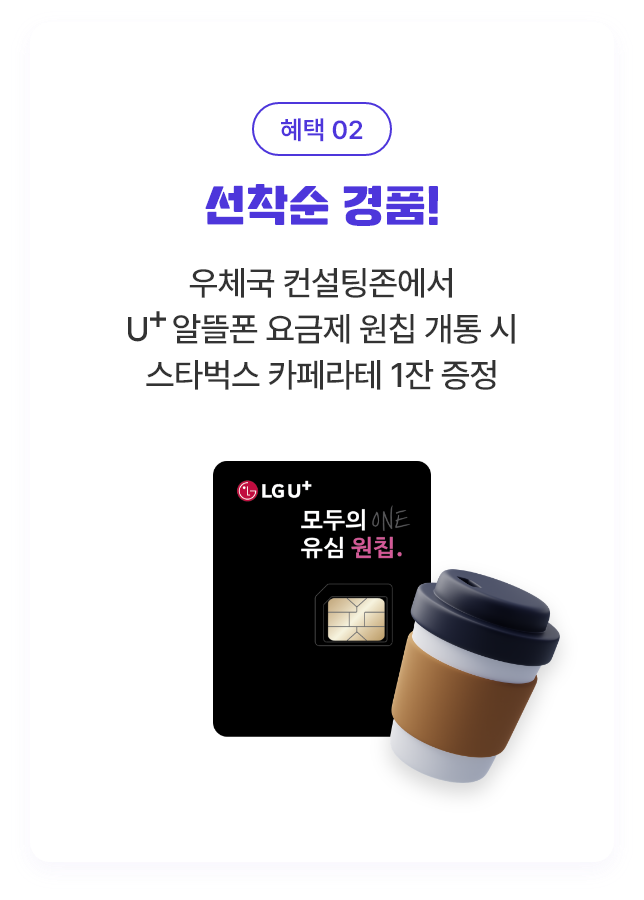 혜택 02
선착순 경품!
우체국 컨설팅존에서
U+ 알뜰폰 요금제 원칩 개통 시
스타벅스 카페라테 1잔 증정
LG U+
모두의 ONE
유심 원칩.